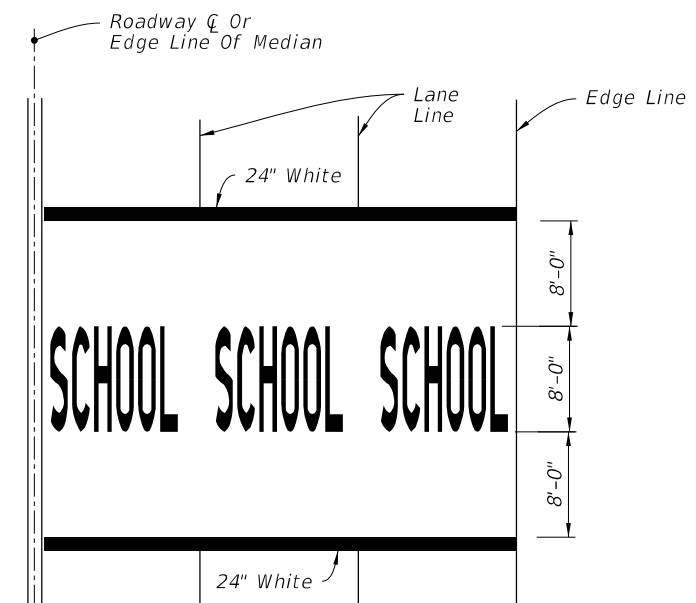 Roadway ℄ Or
Edge Line Of Median
Lane
Line
Edge Line
24" White
8'-0"
SCHOOL SCHOOL SCHOOL
8'-0"
8'-0"
24" White